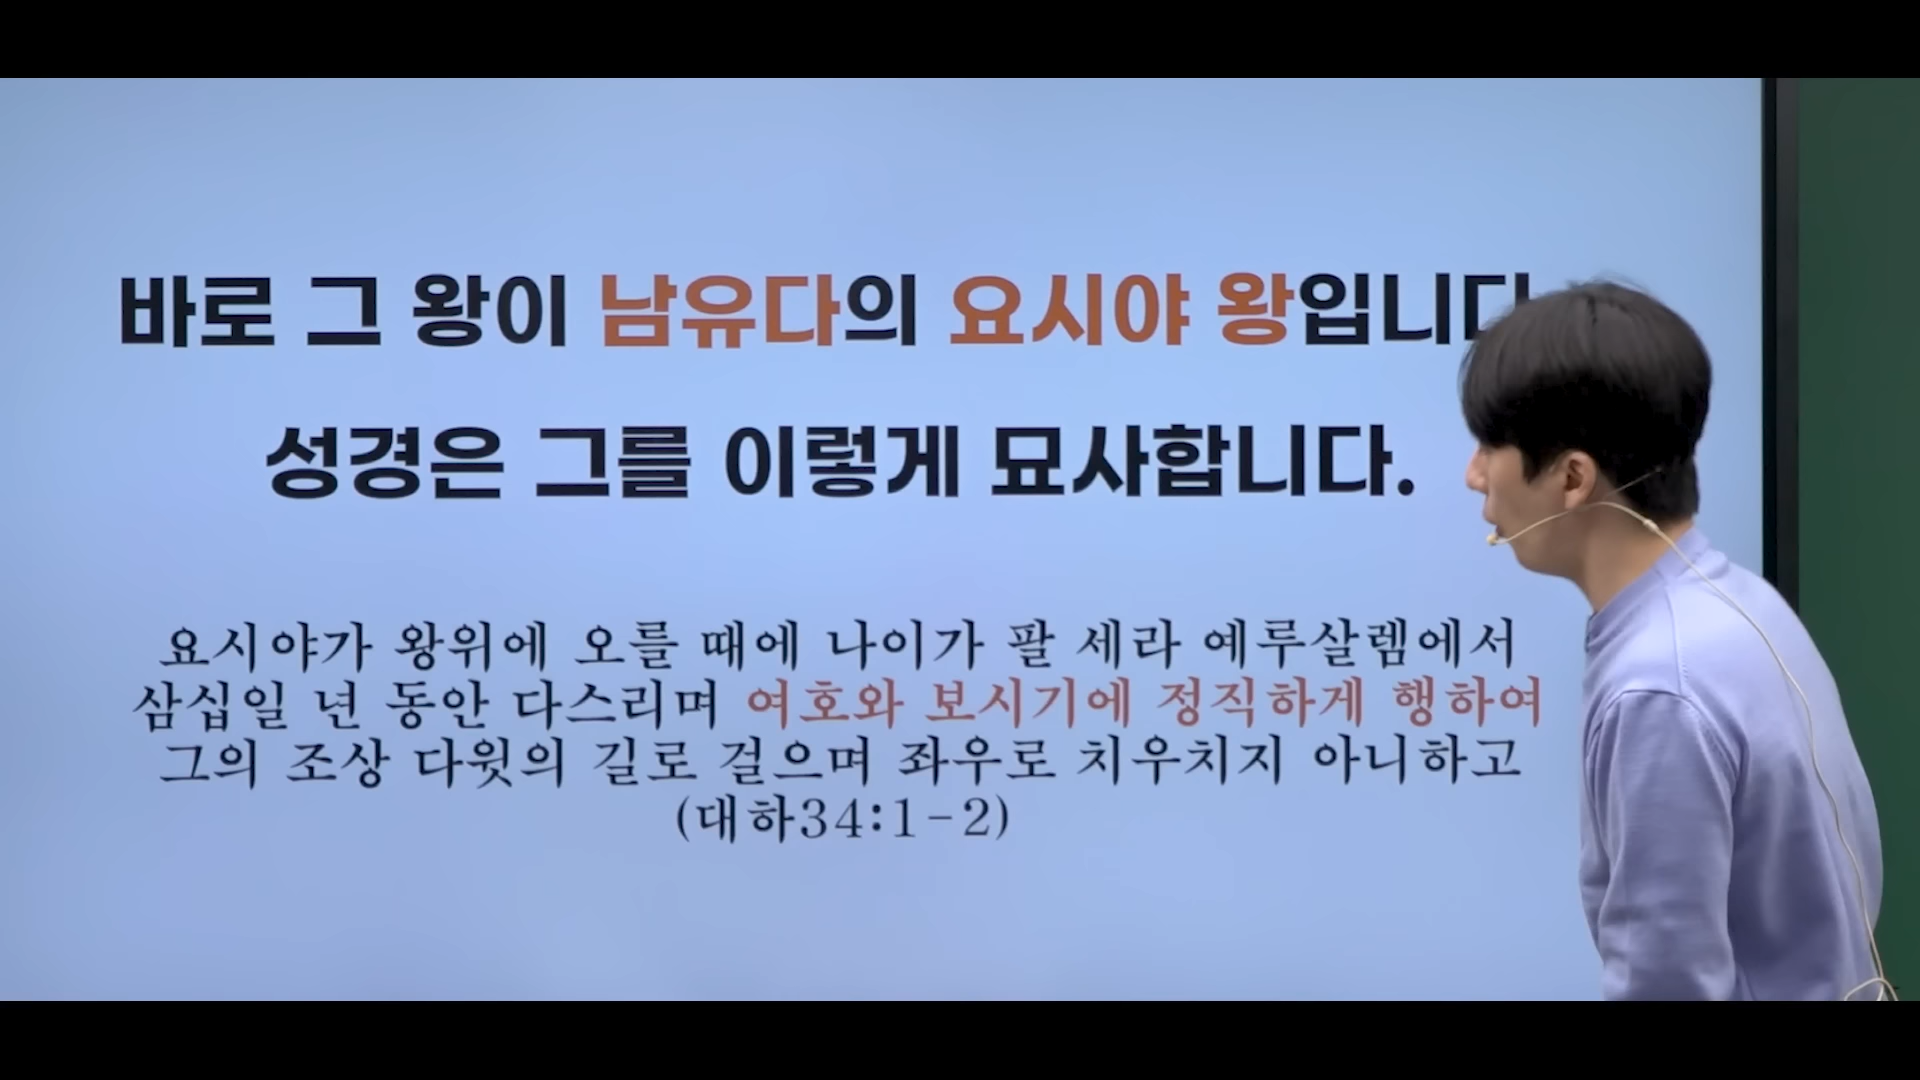 바로 그 왕이 남유다의 요시야 왕입니다
성경은 그를 이렇게 묘사합니다.
요시야가 왕위에 오를 때에 나이가 팔 세라 예루살렘에서
삼십일 년 동안 다스리며 여호와 보시기에 정직하게 행하여
그의 조상 다윗의 길로 걸으며 좌우로 치우치지 아니하고
(대하34:1-2)